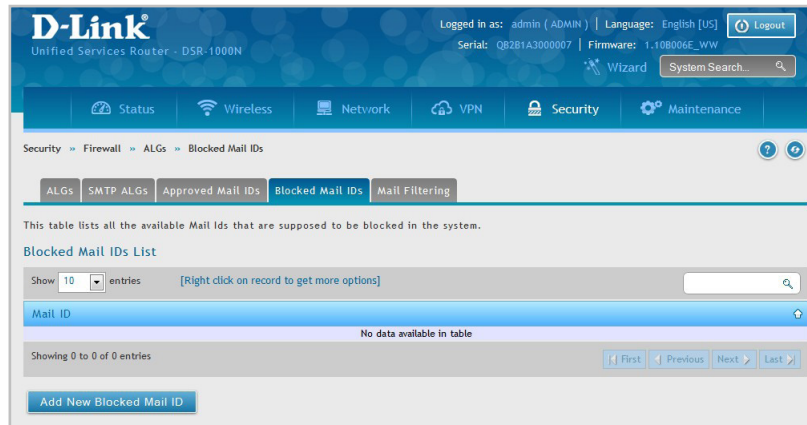 D-Link®
Unified Services Router - DSR-1000N
Logged in as: admin ( ADMIN ) | Language: English [US]
Logout
Serial: QB2B1A3000007 | Firmware: 1.10B006E_WW
Wizard
System Search...
Status
Wireless
Network
VPN
Security
Maintenance
Security » Firewall » ALGs » Blocked Mail IDs
ALGs
SMTP ALGs
Approved Mail IDs
Blocked Mail IDs
Mail Filtering
This table lists all the available Mail Ids that are supposed to be blocked in the system.
Blocked Mail IDs List
Show 10 entries
[Right click on record to get more options]
Mail ID
No data available in table
Showing 0 to 0 of 0 entries
First
Previous
Next
Last
Add New Blocked Mail ID